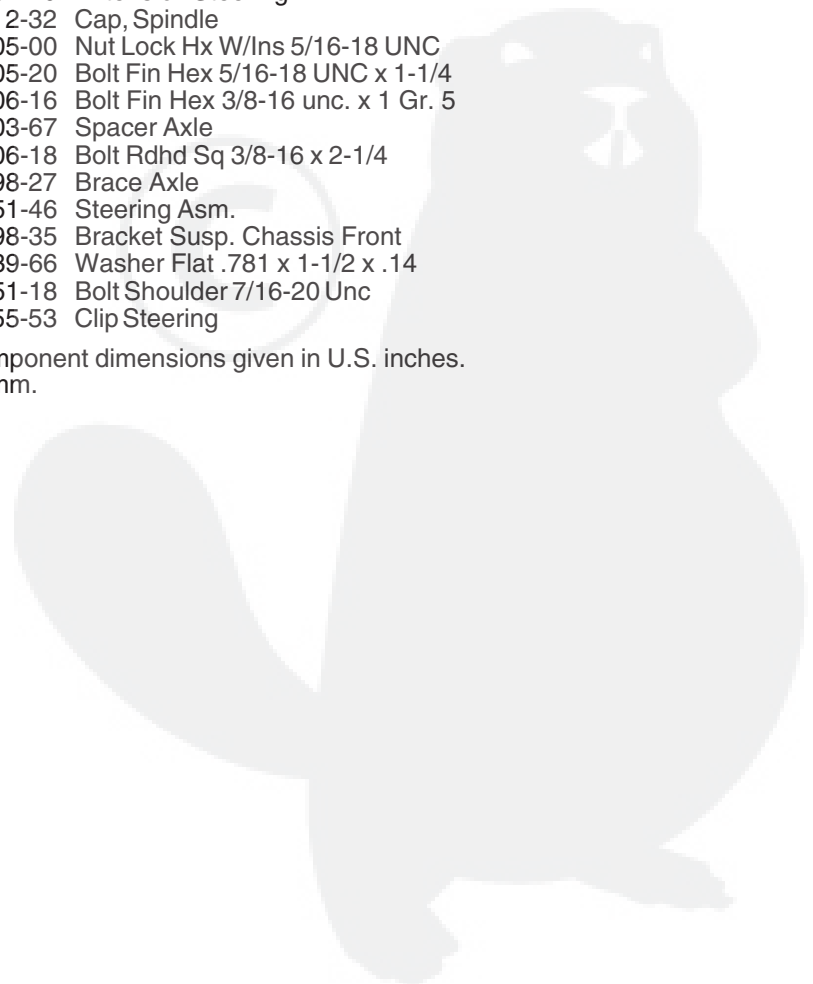 2-32 Cap, Spindle
05-00 Nut Lock Hx W/Ins 5/16-18 UNC
05-20 Bolt Fin Hex 5/16-18 UNC x 1-1/4
06-16 Bolt Fin Hex 3/8-16 unc. x 1 Gr. 5
03-67 Spacer Axle
06-18 Bolt Rdhd Sq 3/8-16 x 2-1/4
98-27 Brace Axle
51-46 Steering Asm.
98-35 Bracket Susp. Chassis Front
89-66 Washer Flat .781 x 1-1/2 x .14
51-18 Bolt Shoulder 7/16-20 Unc
55-53 Clip Steering
mponent dimensions given in U.S. inches.
mm.
©